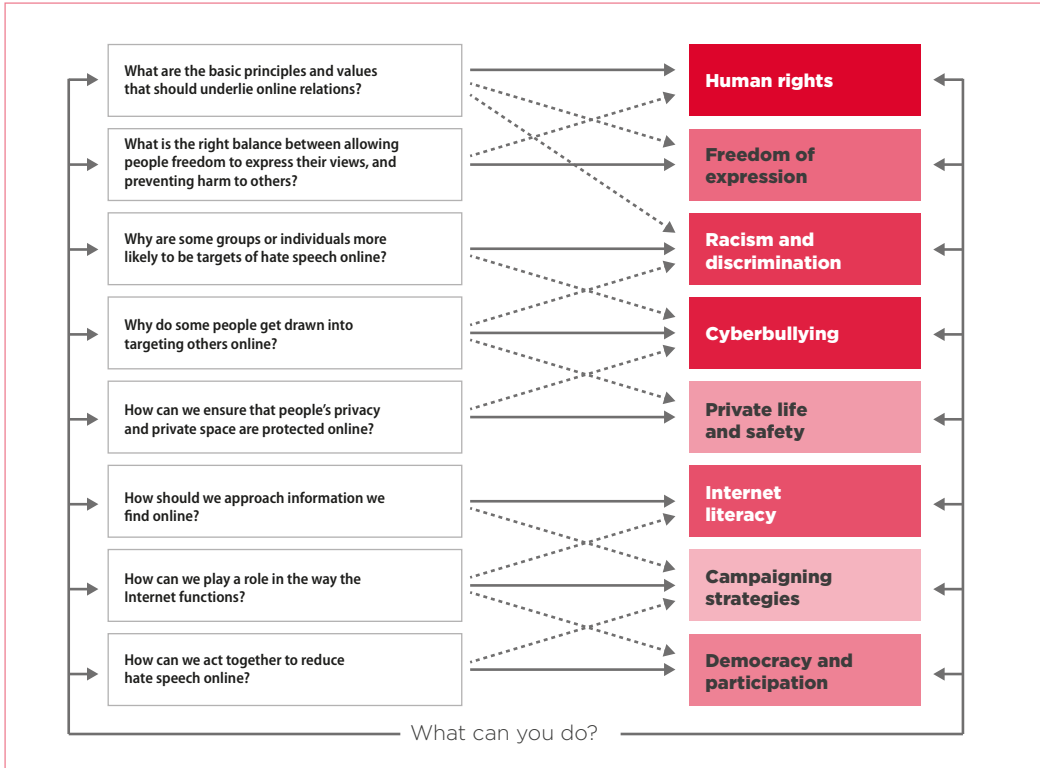 What are the basic principles and values
that should underlie online relations?
Human rights
What is the right balance between allowing
people freedom to express their views, and
preventing harm to others?
Freedom of
expression
Why are some groups or individuals more
likely to be targets of hate speech online?
Racism and
discrimination
Why do some people get drawn into
targeting others online?
Cyberbullying
How can we ensure that people’s privacy
and private space are protected online?
Private life
and safety
How should we approach information we
find online?
Internet
literacy
How can we play a role in the way the
Internet functions?
Campaigning
strategies
How can we act together to reduce
hate speech online?
Democracy and
participation
What can you do?